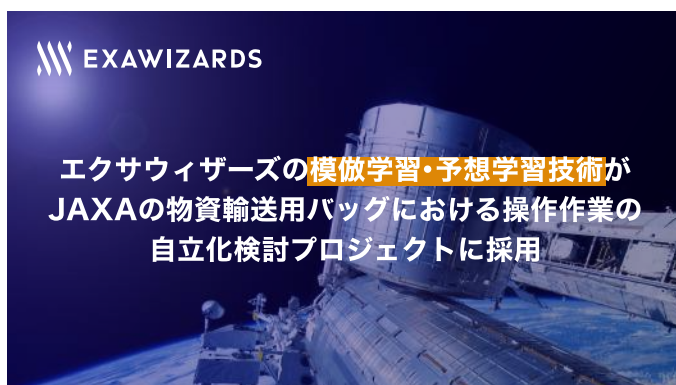 EXAWIZARDS
エクサウィザーズの模倣学習・予想学習技術が
JAXAの物資輸送用バッグにおける操作作業の
自立化検討プロジェクトに採用